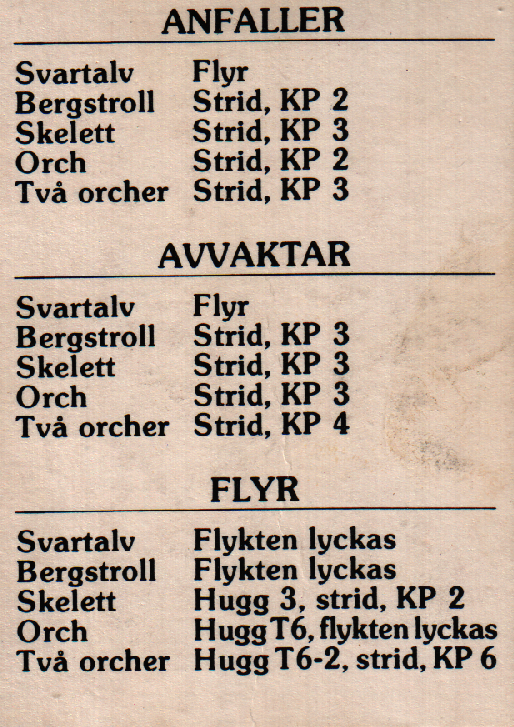 ANFALLER
Svartalv Flyr
Bergstroll Strid, KP 2
Skelett Strid, KP 3
Orch Strid, KP 2
Två orcher Strid, KP 3
AVVAKTAR
Svartalv Flyr
Bergstroll Strid, KP 3
Skelett Strid, KP 3
Orch Strid, KP 3
Två orcher Strid, KP 4
FLYR
Svartalv Flykten lyckas
Bergstroll Flykten lyckas
Skelett Hugg 3, strid, KP 2
Orch Hugg T6, flykten lyckas
Två orcher Hugg T6-2, strid, KP 6